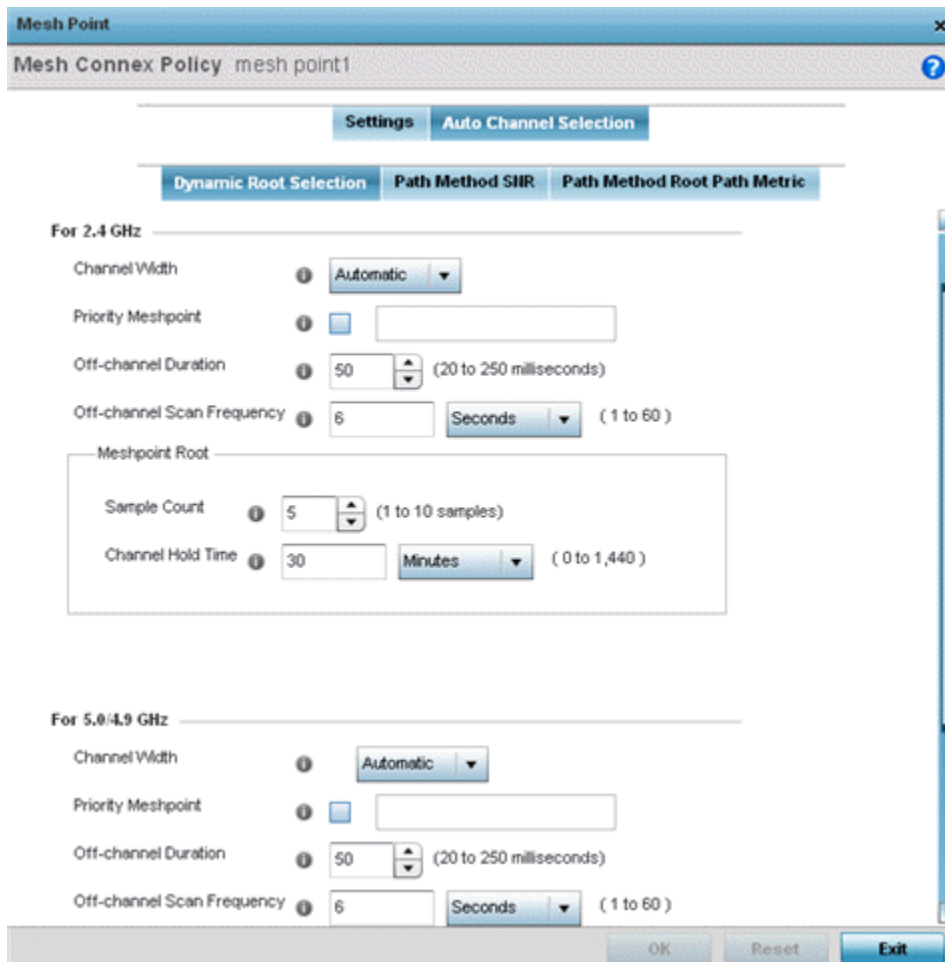 Mesh Point x
Mesh Connex Policy mesh point1 ?
Settings Auto Channel Selection
Dynamic Root Selection Path Method SNR Path Method Root Path Metric
For 2.4 GHz
Channel Width i Automatic
Priority Meshpoint i
Off-channel Duration i 50 (20 to 250 milliseconds)
Off-channel Scan Frequency i 6 Seconds ( 1 to 60 )
Meshpoint Root
Sample Count i 5 (1 to 10 samples)
Channel Hold Time i 30 Minutes ( 0 to 1,440 )
For 5.0/4.9 GHz
Channel Width i Automatic
Priority Meshpoint i
Off-channel Duration i 50 (20 to 250 milliseconds)
Off-channel Scan Frequency i 6 Seconds ( 1 to 60 )
OK Reset Exit